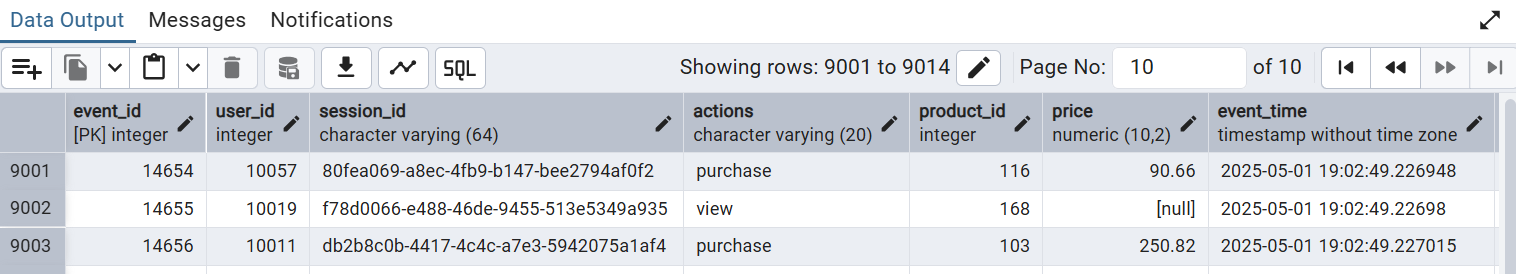 Data Output Messages Notifications
SQL Showing rows: 9001 to 9014 Page No: 10 of 10
event_id user_id session_id actions product_id price event_time
[PK] integer integer character varying (64) character varying (20) integer numeric (10,2) timestamp without time zone
9001 14654 10057 80fea069-a8ec-4fb9-b147-bee2794af0f2 purchase 116 90.66 2025-05-01 19:02:49.226948
9002 14655 10019 f78d0066-e488-46de-9455-513e5349a935 view 168 [null] 2025-05-01 19:02:49.22698
9003 14656 10011 db2b8c0b-4417-4c4c-a7e3-5942075a1af4 purchase 103 250.82 2025-05-01 19:02:49.227015